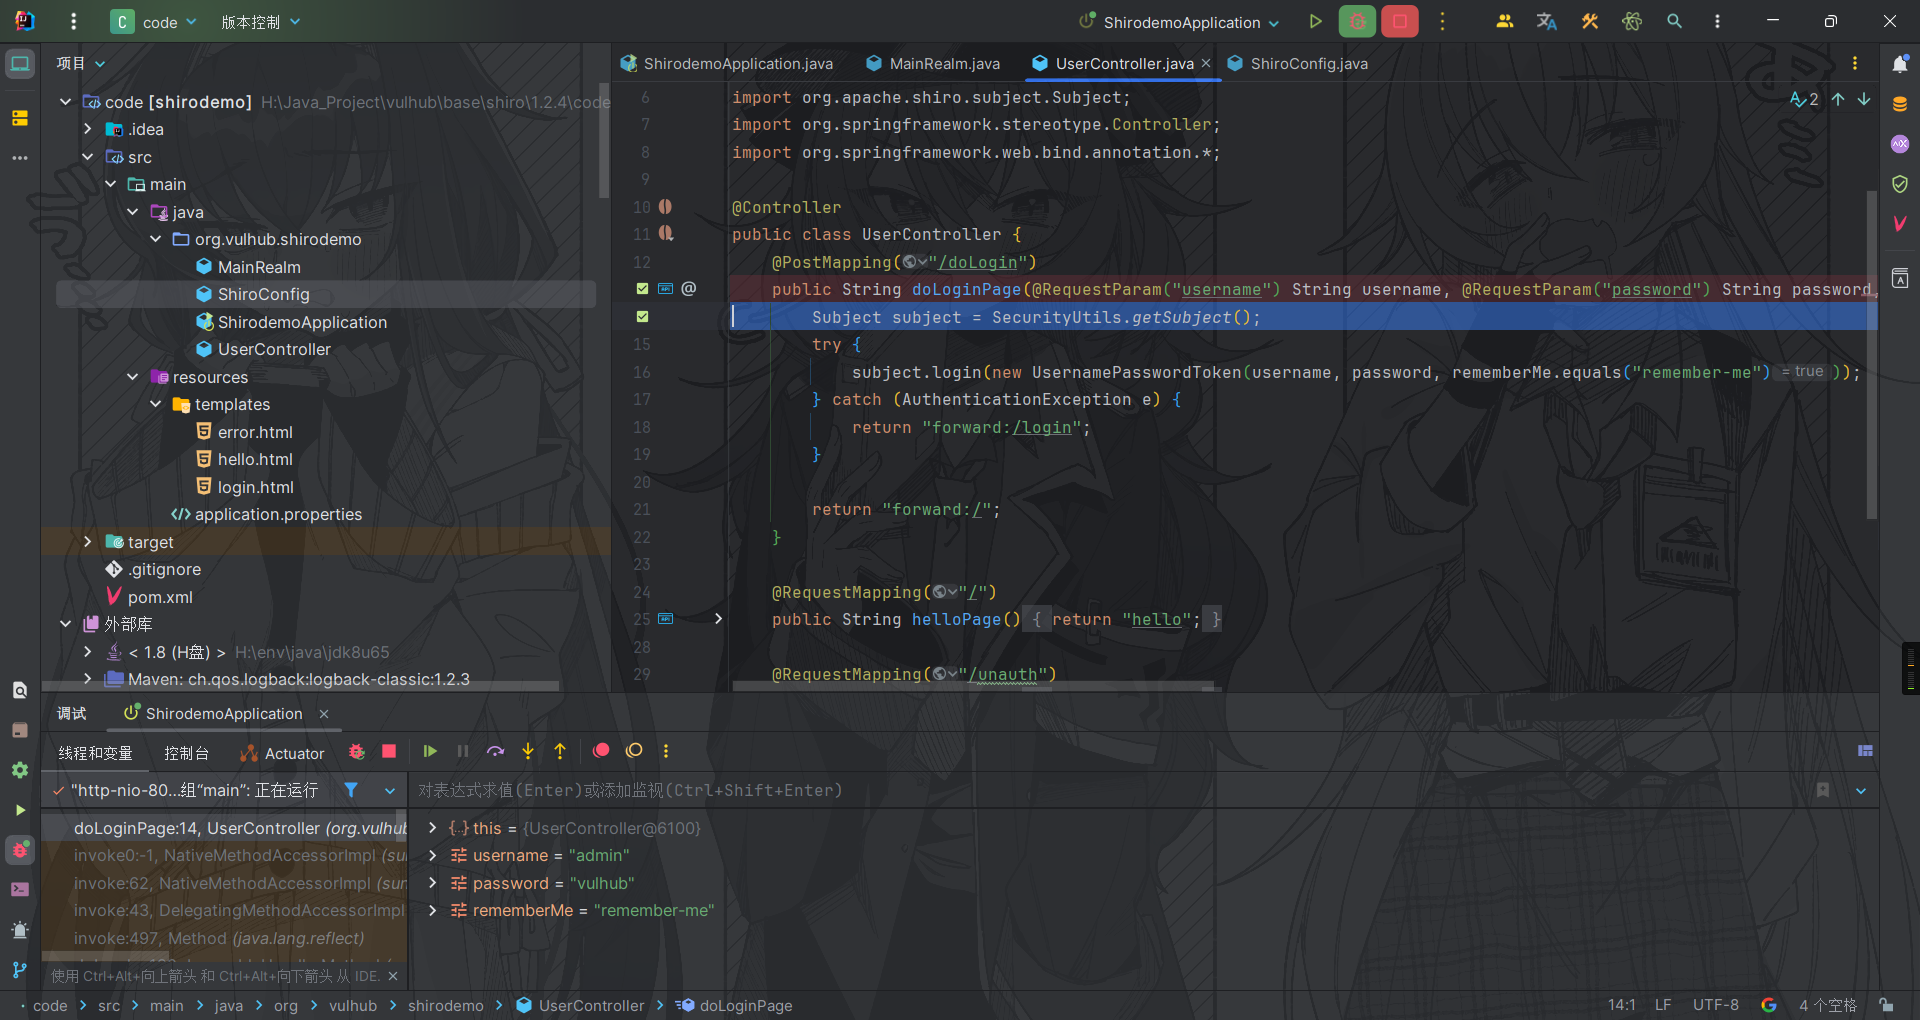 C code 版本控制 ShirodemoApplication
项目
ShirodemoApplication.java MainRealm.java UserController.java ShiroConfig.java
code [shirodemo] H:\Java_Project\vulhub\base\shiro\1.2.4\code
.idea
src
main
java
org.vulhub.shirodemo
MainRealm
ShiroConfig
ShirodemoApplication
UserController
resources
templates
error.html
hello.html
login.html
application.properties
target
.gitignore
pom.xml
外部库
< 1.8 (H盘) > H:\env\java\jdk8u65
Maven: ch.qos.logback:logback-classic:1.2.3
2
6 import org.apache.shiro.subject.Subject;
7 import org.springframework.stereotype.Controller;
8 import org.springframework.web.bind.annotation.*;
9
10 @Controller
11 public class UserController {
12 @PostMapping("/doLogin")
public String doLoginPage(@RequestParam("username") String username, @RequestParam("password") String password,
Subject subject = SecurityUtils.getSubject();
15 try {
16 subject.login(new UsernamePasswordToken(username, password, rememberMe.equals("remember-me") = true ));
17 } catch (AuthenticationException e) {
18 return "forward:/login";
19 }
20
21 return "forward:/";
22 }
23
24 @RequestMapping("/")
25 public String helloPage() { return "hello"; }
28
29 @RequestMapping("/unauth")
调试 ShirodemoApplication
线程和变量 控制台 Actuator
"http-nio-80...组“main”: 正在运行
对表达式求值(Enter)或添加监视(Ctrl+Shift+Enter)
doLoginPage:14, UserController (org.vulhub
invoke0:-1, NativeMethodAccessorImpl (su
invoke:62, NativeMethodAccessorImpl (sun
invoke:43, DelegatingMethodAccessorImpl
invoke:497, Method (java.lang.reflect)
使用 Ctrl+Alt+向上箭头 和 Ctrl+Alt+向下箭头 从 IDE.
this = {UserController@6100}
username = "admin"
password = "vulhub"
rememberMe = "remember-me"
code > src > main > java > org > vulhub > shirodemo > UserController > doLoginPage
14:1 LF UTF-8 4 个空格